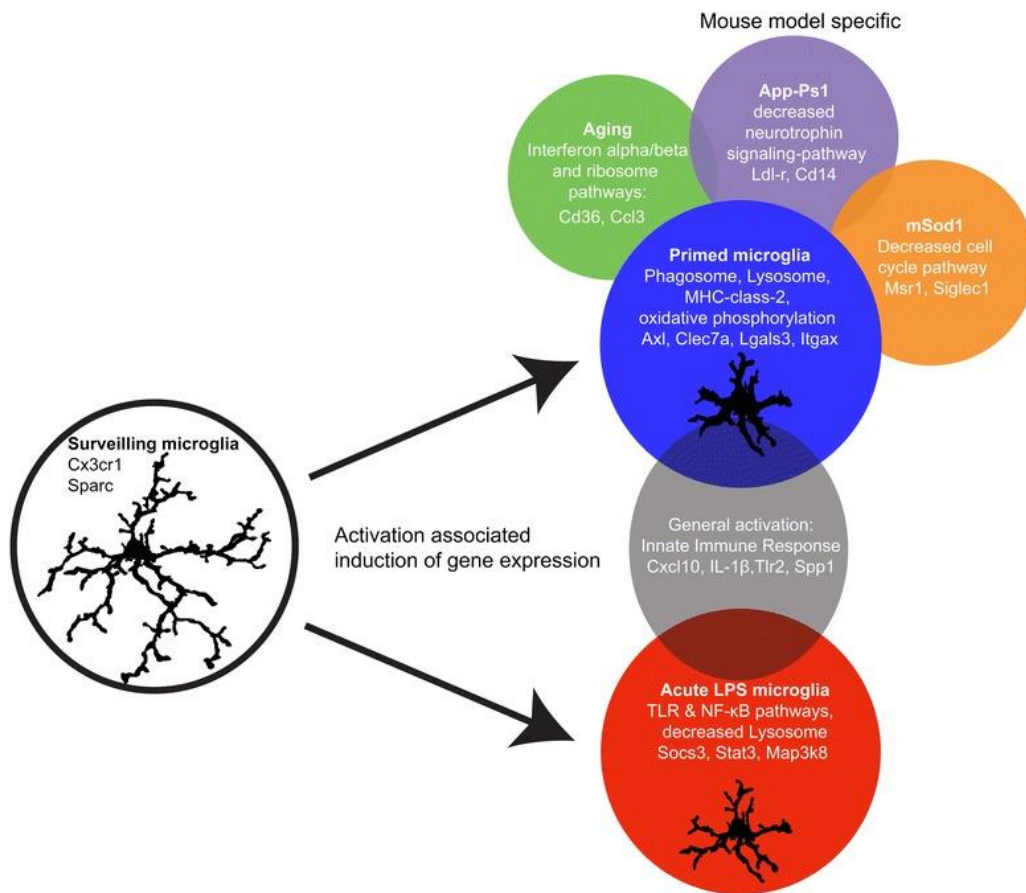 Mouse model specific
App-Ps1
decreased
neurotrophin
signaling-pathway
Ldl-r, Cd14
Aging
Interferon alpha/beta
and ribosome
pathways:
Cd36, Ccl3
mSod1
Decreased cell
cycle pathway
Msr1, Siglec1
Primed microglia
Phagosome, Lysosome,
MHC-class-2,
oxidative phosphorylation
Axl, Clec7a, Lgals3, Itgax
Surveilling microglia
Cx3cr1
Sparc
Activation associated
induction of gene expression
General activation:
Innate Immune Response
Cxcl10, IL-1β,Tlr2, Spp1
Acute LPS microglia
TLR & NF-κB pathways,
decreased Lysosome
Socs3, Stat3, Map3k8